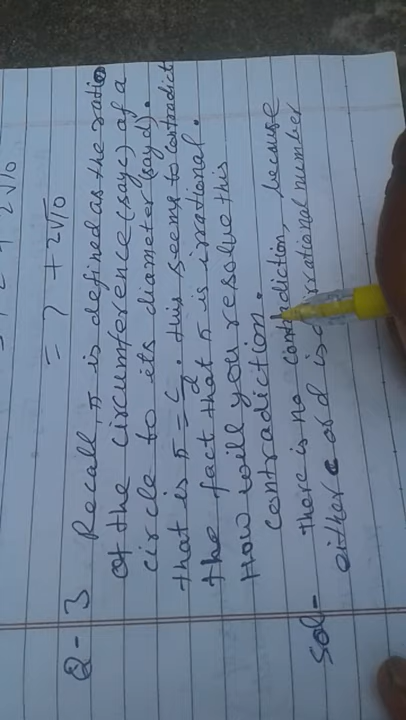 = 7 + 2√10
Q-3 Recall, π is defined as the ratio
of the circumference (say c) of a
circle to its diameter (say d).
that is π = c/d. this seems to contradict
the fact that π is irrational.
How will you resolve this
contradiction.
Sol- there is no contradiction, because
either c or d is irrational number